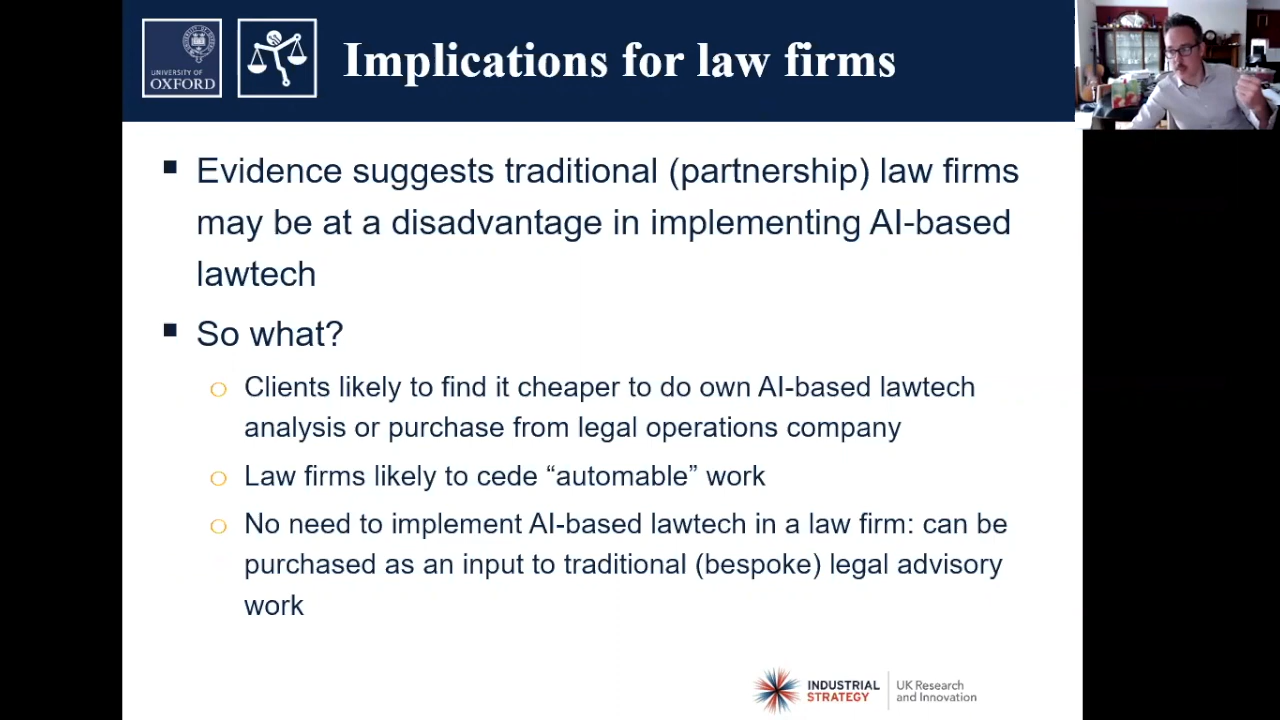 UNIVERSITY OF
OXFORD
Implications for law firms
Evidence suggests traditional (partnership) law firms
may be at a disadvantage in implementing AI-based
lawtech
So what?
Clients likely to find it cheaper to do own AI-based lawtech
analysis or purchase from legal operations company
Law firms likely to cede “automable” work
No need to implement AI-based lawtech in a law firm: can be
purchased as an input to traditional (bespoke) legal advisory
work
INDUSTRIAL
STRATEGY
UK Research
and Innovation